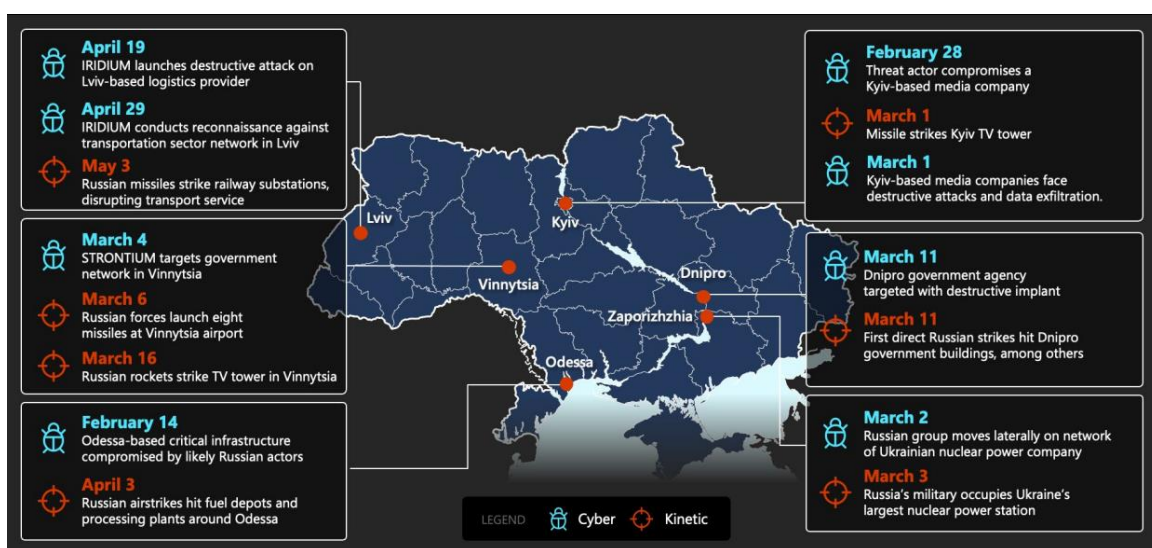 April 19
IRIDIUM launches destructive attack on
Lviv-based logistics provider
April 29
IRIDIUM conducts reconnaissance against
transportation sector network in Lviv
May 3
Russian missiles strike railway substations,
disrupting transport service
March 4
STRONTIUM targets government
network in Vinnytsia
March 6
Russian forces launch eight
missiles at Vinnytsia airport
March 16
Russian rockets strike TV tower in Vinnytsia
February 14
Odessa-based critical infrastructure
compromised by likely Russian actors
April 3
Russian airstrikes hit fuel depots and
processing plants around Odessa
Lviv
Kyiv
Vinnytsia
Dnipro
Zaporizhzhia
Odessa
February 28
Threat actor compromises a
Kyiv-based media company
March 1
Missile strikes Kyiv TV tower
March 1
Kyiv-based media companies face
destructive attacks and data exfiltration.
March 11
Dnipro government agency
targeted with destructive implant
March 11
First direct Russian strikes hit Dnipro
government buildings, among others
March 2
Russian group moves laterally on network
of Ukrainian nuclear power company
March 3
Russia's military occupies Ukraine's
largest nuclear power station
LEGEND Cyber Kinetic